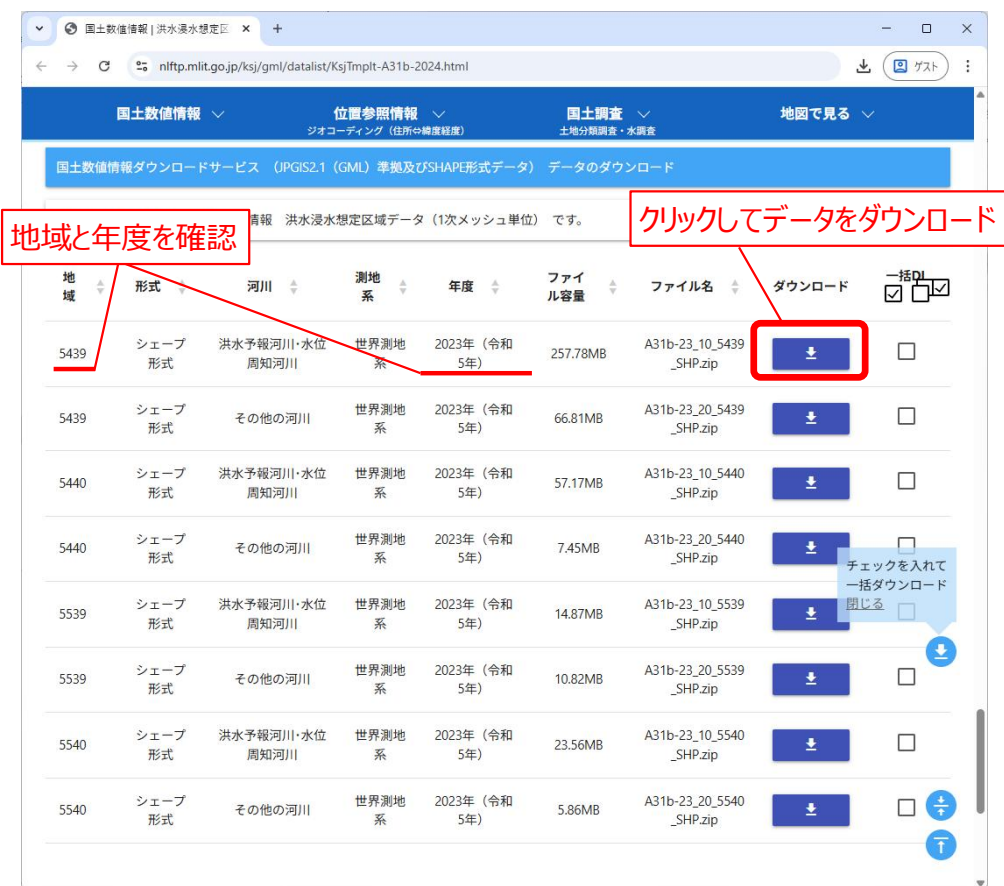 国土数値情報 | 洪水浸水想定区
nlftp.mlit.go.jp/ksj/gml/datalist/KsjTmplt-A31b-2024.html
ゲスト
国土数値情報
位置参照情報
ジオコーディング（住所⇔緯度経度）
国土調査
土地分類調査・水調査
地図で見る
国土数値情報ダウンロードサービス （JPGIS2.1（GML）準拠及びSHAPE形式データ） データのダウンロード
情報 洪水浸水想定区域データ（1次メッシュ単位） です。
地域と年度を確認
クリックしてデータをダウンロード
地域 形式 河川 測地系 年度 ファイル容量 ファイル名 ダウンロード 一括DL
5439 シェープ形式 洪水予報河川・水位周知河川 世界測地系 2023年（令和5年） 257.78MB A31b-23_10_5439_SHP.zip
5439 シェープ形式 その他の河川 世界測地系 2023年（令和5年） 66.81MB A31b-23_20_5439_SHP.zip
5440 シェープ形式 洪水予報河川・水位周知河川 世界測地系 2023年（令和5年） 57.17MB A31b-23_10_5440_SHP.zip
5440 シェープ形式 その他の河川 世界測地系 2023年（令和5年） 7.45MB A31b-23_20_5440_SHP.zip
チェックを入れて
一括ダウンロード
閉じる
5539 シェープ形式 洪水予報河川・水位周知河川 世界測地系 2023年（令和5年） 14.87MB A31b-23_10_5539_SHP.zip
5539 シェープ形式 その他の河川 世界測地系 2023年（令和5年） 10.82MB A31b-23_20_5539_SHP.zip
5540 シェープ形式 洪水予報河川・水位周知河川 世界測地系 2023年（令和5年） 23.56MB A31b-23_10_5540_SHP.zip
5540 シェープ形式 その他の河川 世界測地系 2023年（令和5年） 5.86MB A31b-23_20_5540_SHP.zip